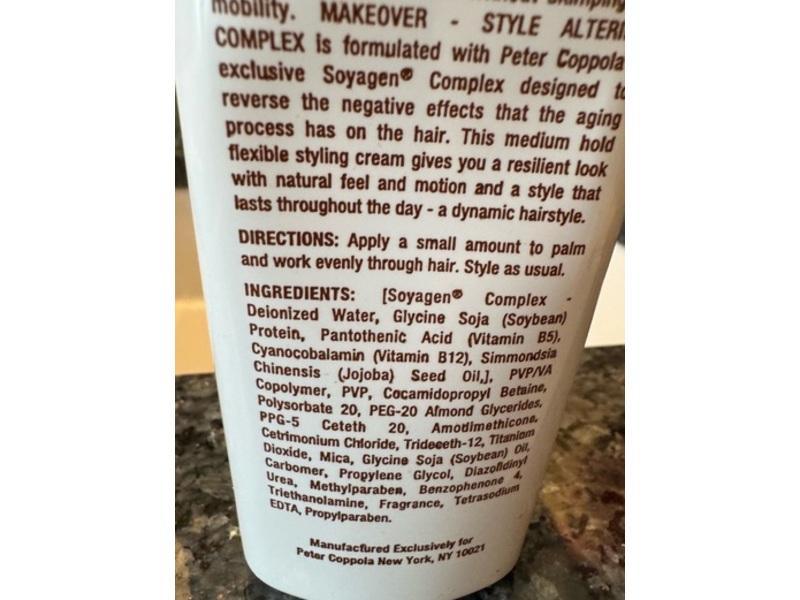 mobility. MAKEOVER - STYLE ALTERI
COMPLEX is formulated with Peter Coppola
exclusive Soyagen® Complex designed to
reverse the negative effects that the aging
process has on the hair. This medium hold
flexible styling cream gives you a resilient look
with natural feel and motion and a style that
lasts throughout the day - a dynamic hairstyle.
DIRECTIONS: Apply a small amount to palm
and work evenly through hair. Style as usual.
INGREDIENTS: [Soyagen® Complex -
Deionized Water, Glycine Soja (Soybean)
Protein, Pantothenic Acid (Vitamin B5),
Cyanocobalamin (Vitamin B12), Simmondsia
Chinensis (Jojoba) Seed Oil,], PVP/VA
Copolymer, PVP, Cocamidopropyl Betaine,
Polysorbate 20, PEG-20 Almond Glycerides,
PPG-5 Ceteth 20, Amodimethicone,
Cetrimonium Chloride, Trideceth-12, Titaniom
Dioxide, Mica, Glycine Soja (Soybean) Oil,
Carbomer, Propylene Glycol, Diazolidinyl
Urea, Methylparaben, Benzophenone 4,
Triethanolamine, Fragrance, Tetrasodium
EDTA, Propylparaben.
Manufactured Exclusively for
Peter Coppola New York, NY 10021